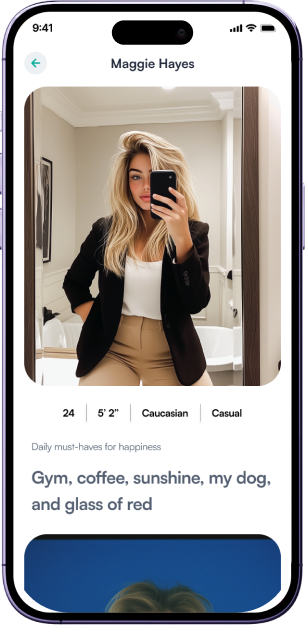 9:41
Maggie Hayes
24
5' 2"
Caucasian
Casual
Daily must-haves for happiness
Gym, coffee, sunshine, my dog,
and glass of red